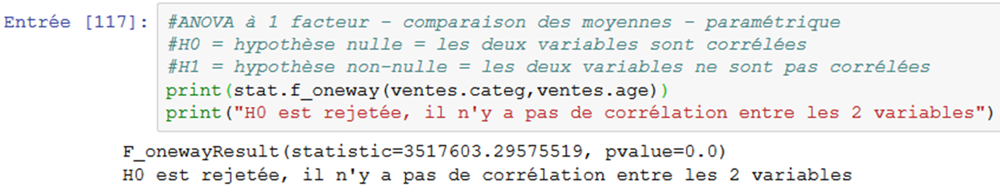 Entrée [117]: #ANOVA à 1 facteur - comparaison des moyennes - paramétrique
#H0 = hypothèse nulle = les deux variables sont corrélées
#H1 = hypothèse non-nulle = les deux variables ne sont pas corrélées
print(stat.f_oneway(ventes.categ,ventes.age))
print("H0 est rejetée, il n'y a pas de corrélation entre les 2 variables")
F_onewayResult(statistic=3517603.29575519, pvalue=0.0)
H0 est rejetée, il n'y a pas de corrélation entre les 2 variables